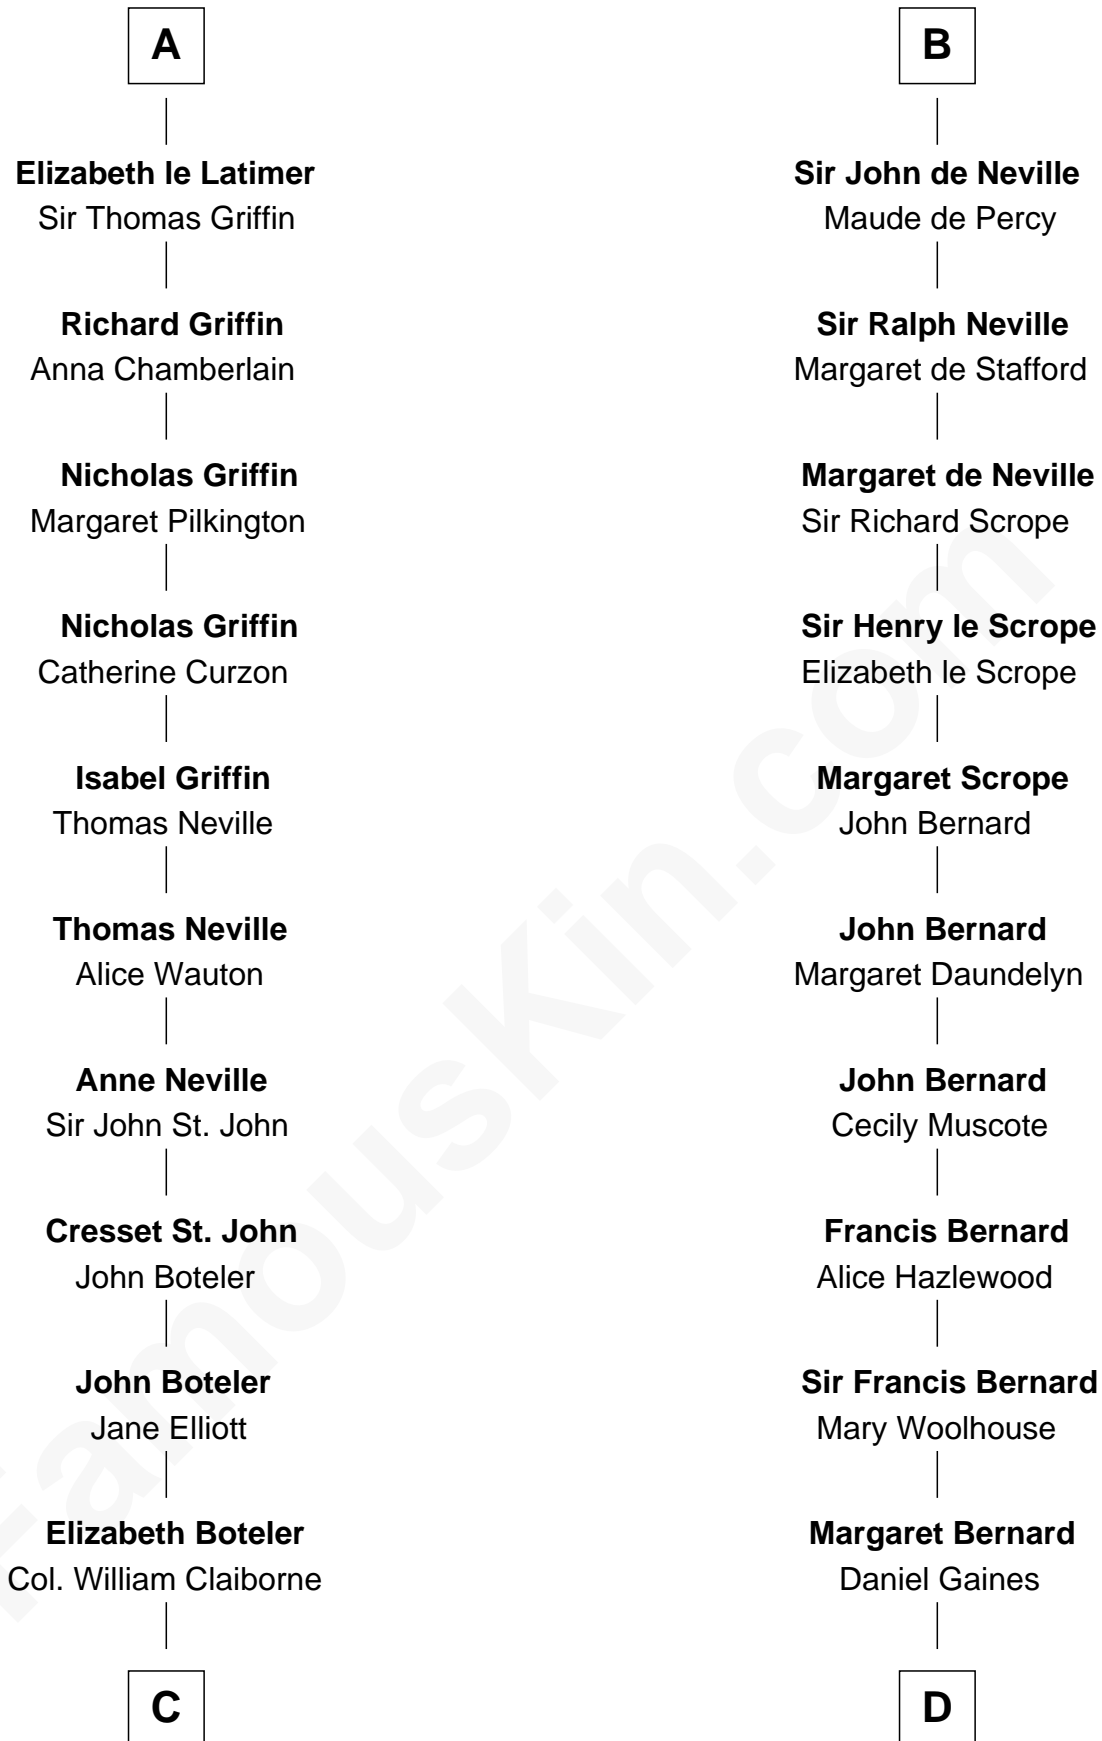 A
Elizabeth le Latimer
Sir Thomas Griffin
Richard Griffin
Anna Chamberlain
Nicholas Griffin
Margaret Pilkington
Nicholas Griffin
Catherine Curzon
Isabel Griffin
Thomas Neville
Thomas Neville
Alice Wauton
Anne Neville
Sir John St. John
Cresset St. John
John Boteler
John Boteler
Jane Elliott
Elizabeth Boteler
Col. William Claiborne
C
B
Sir John de Neville
Maude de Percy
Sir Ralph Neville
Margaret de Stafford
Margaret de Neville
Sir Richard Scrope
Sir Henry le Scrope
Elizabeth le Scrope
Margaret Scrope
John Bernard
John Bernard
Margaret Daundelyn
John Bernard
Cecily Muscote
Francis Bernard
Alice Hazlewood
Sir Francis Bernard
Mary Woolhouse
Margaret Bernard
Daniel Gaines
D
FamousKin.com